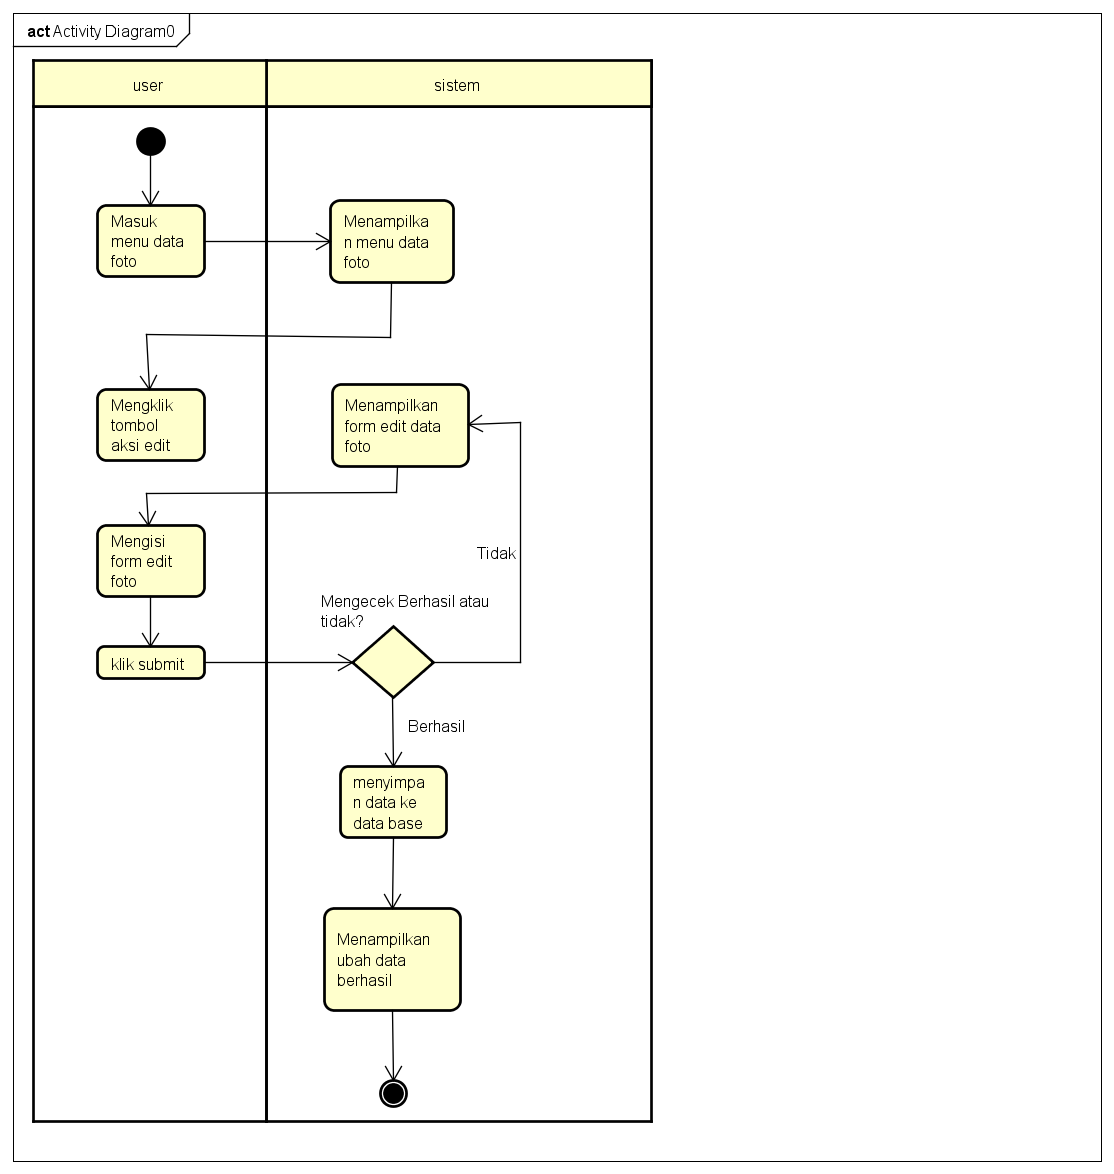 act Activity Diagram0
user
sistem
Masuk
menu data
foto
Menampilka
n menu data
foto
Mengklik
tombol
aksi edit
Menampilkan
form edit data
foto
Mengisi
form edit
foto
Tidak
Mengecek Berhasil atau
tidak?
klik submit
Berhasil
menyimpa
n data ke
data base
Menampilkan
ubah data
berhasil